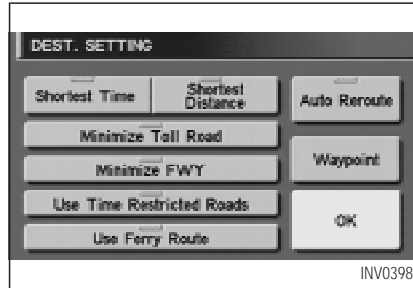 DEST. SETTING
Shortest Time
Shortest
Distance
Auto Reroute
Minimize Toll Road
Minimize FWY
Waypoint
Use Time Restricted Roads
Use Ferry Route
OK
INV0398